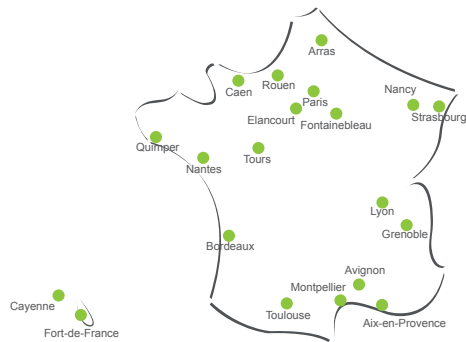 Arras
Rouen
Caen
Paris
Nancy
Elancourt
Fontainebleau
Strasbourg
Quimper
Tours
Nantes
Lyon
Grenoble
Bordeaux
Avignon
Montpellier
Cayenne
Toulouse
Aix-en-Provence
Fort-de-France